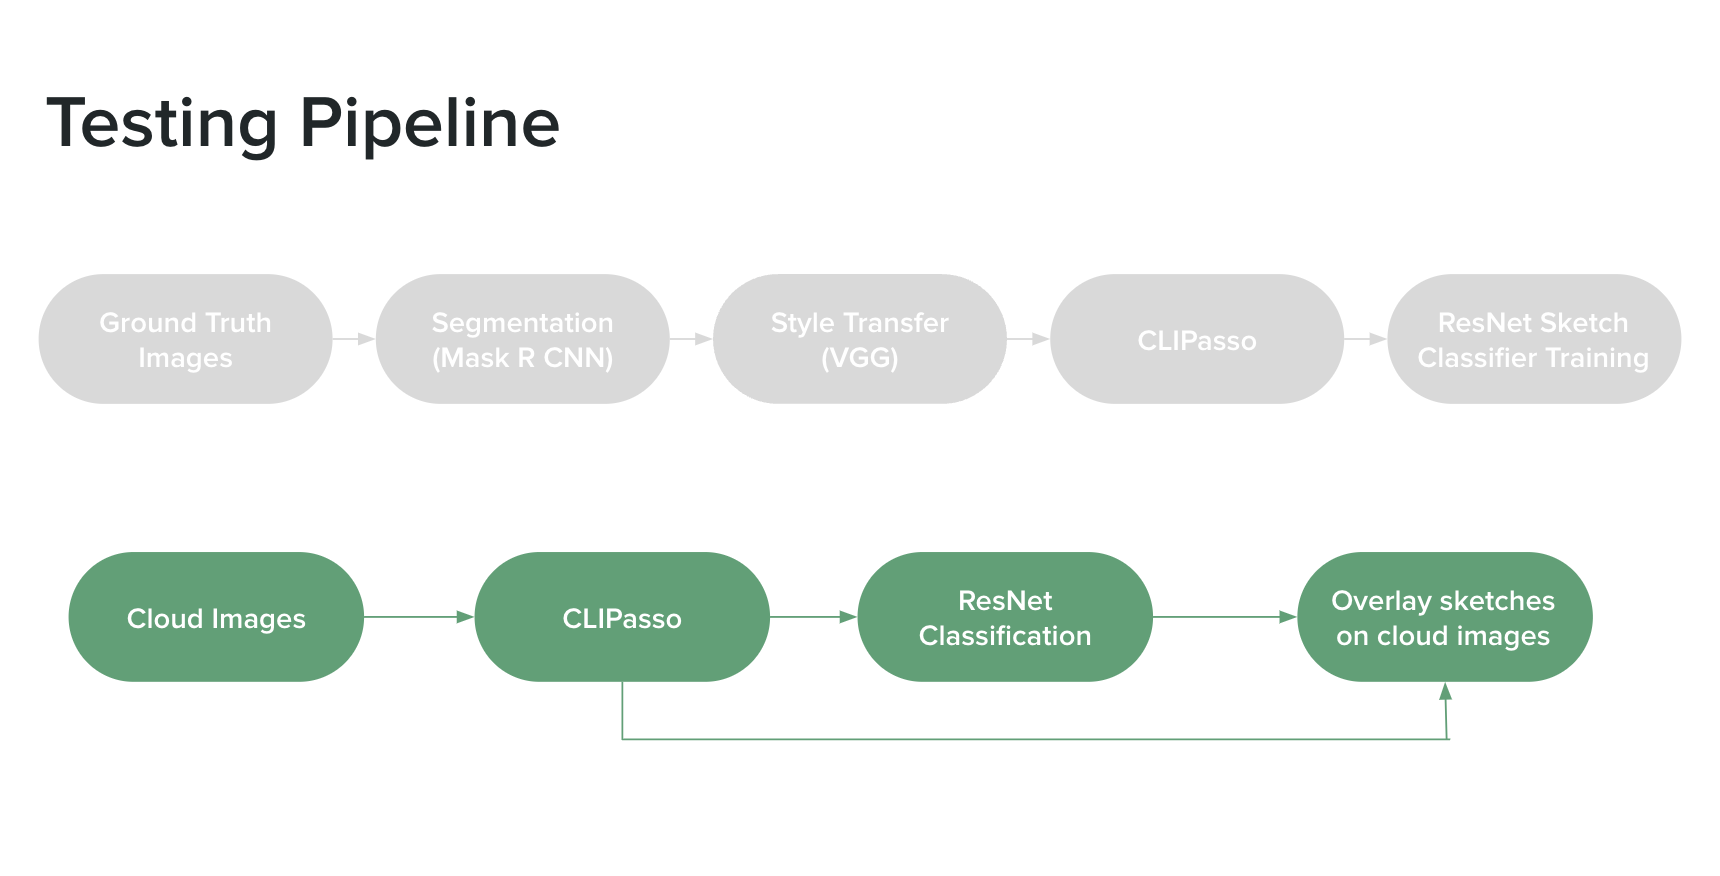 Testing Pipeline
Ground Truth
Images
Segmentation
(Mask R CNN)
Style Transfer
(VGG)
CLIPasso
ResNet Sketch
Classifier Training
Cloud Images
CLIPasso
ResNet
Classification
Overlay sketches
on cloud images